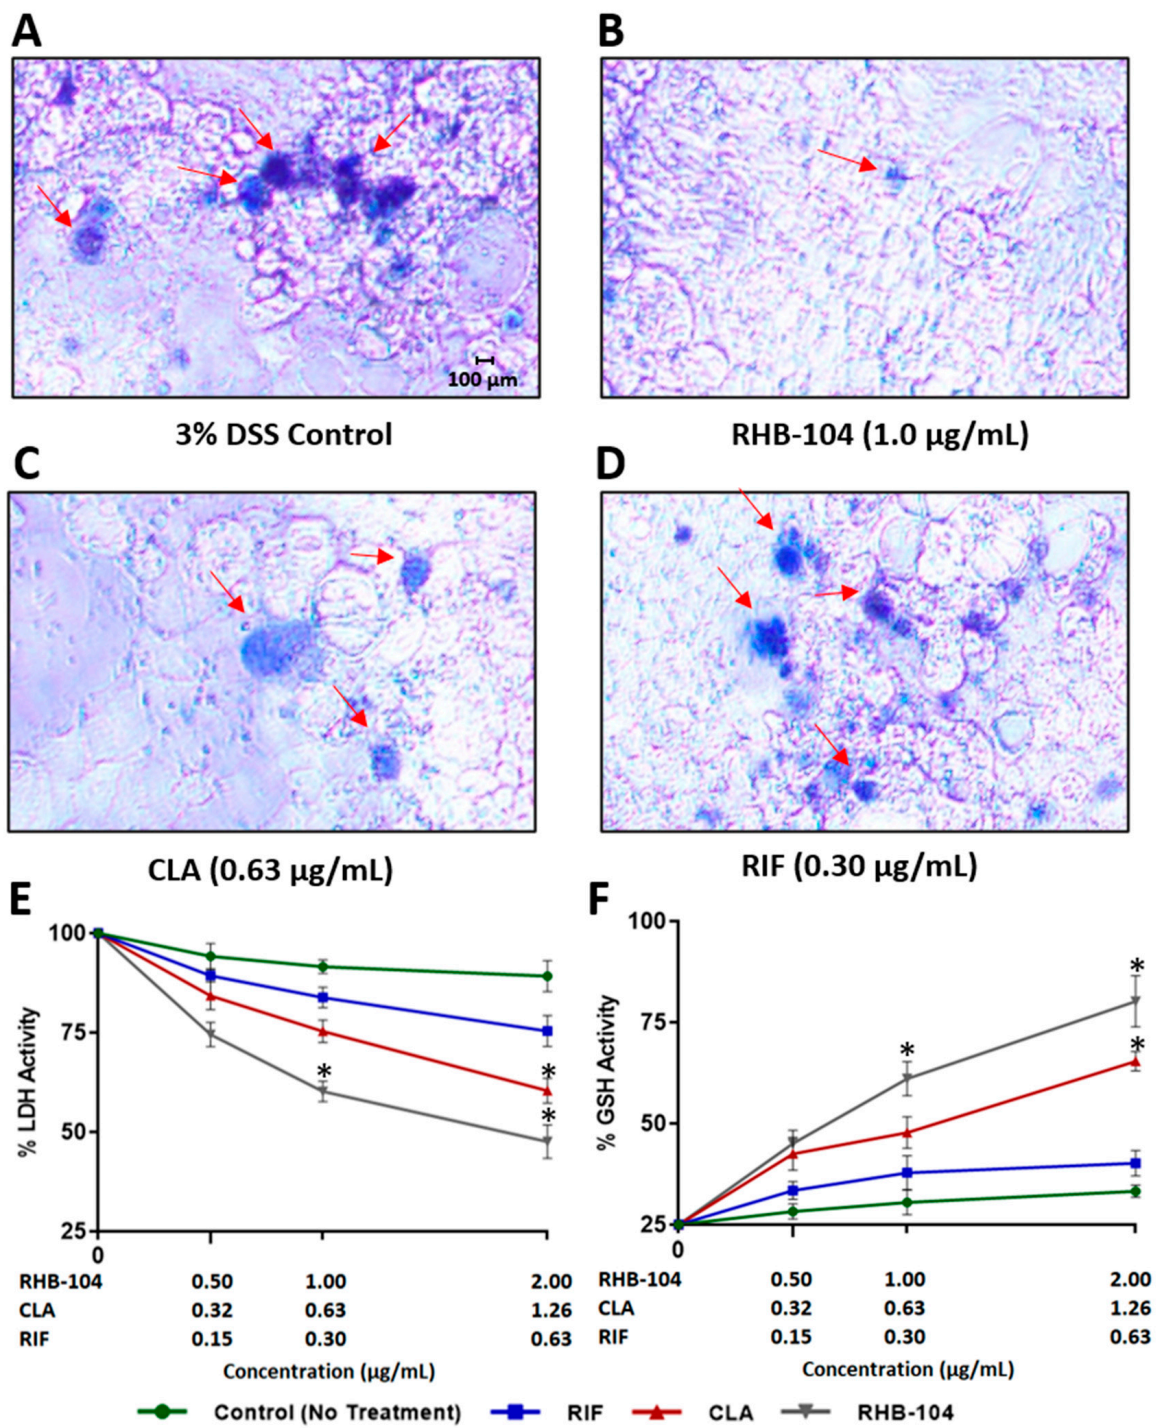 A
B
100 µm
3% DSS Control
RHB-104 (1.0 µg/mL)
C
D
CLA (0.63 µg/mL)
RIF (0.30 µg/mL)
E
F
100
75
50
25
% LDH Activity
*
*
*
0
RHB-104 0.50 1.00 2.00
CLA 0.32 0.63 1.26
RIF 0.15 0.30 0.63
Concentration (µg/mL)
100
75
50
25
% GSH Activity
*
*
*
0
RHB-104 0.50 1.00 2.00
CLA 0.32 0.63 1.26
RIF 0.15 0.30 0.63
Concentration (µg/mL)
Control (No Treatment) RIF CLA RHB-104